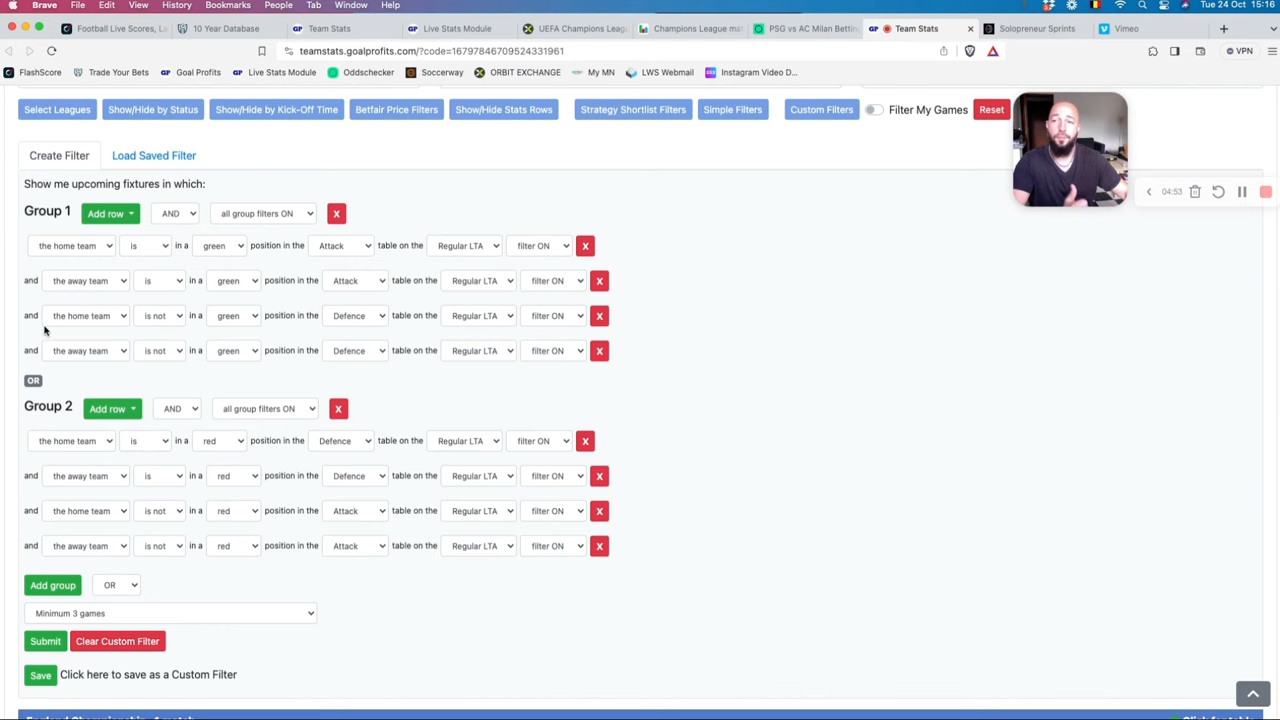 Brave File Edit View History Bookmarks People Tab Window Help Tue 24 Oct 15:16
Football Live Scores, L 10 Year Database GP Team Stats GP Live Stats Module UEFA Champions Leag Champions League ma PSG vs AC Milan Bettin GP Team Stats Solopreneur Sprints Vimeo
teamstats.goalprofits.com/?code=16797846709524331961 VPN
FlashScore Trade Your Bets GP Goal Profits GP Live Stats Module Oddschecker Soccerway ORBIT EXCHANGE My MN LWS Webmail Instagram Video D...
Select Leagues Show/Hide by Status Show/Hide by Kick-Off Time Betfair Price Filters Show/Hide Stats Rows Strategy Shortlist Filters Simple Filters Custom Filters Filter My Games Reset
Create Filter Load Saved Filter
Show me upcoming fixtures in which:
04:53
Group 1 Add row AND all group filters ON X
the home team is in a green position in the Attack table on the Regular LTA filter ON X
and the away team is in a green position in the Attack table on the Regular LTA filter ON X
and the home team is not in a green position in the Defence table on the Regular LTA filter ON X
and the away team is not in a green position in the Defence table on the Regular LTA filter ON X
OR
Group 2 Add row AND all group filters ON X
the home team is in a red position in the Defence table on the Regular LTA filter ON X
and the away team is in a red position in the Defence table on the Regular LTA filter ON X
and the home team is not in a red position in the Attack table on the Regular LTA filter ON X
and the away team is not in a red position in the Attack table on the Regular LTA filter ON X
Add group OR
Minimum 3 games
Submit Clear Custom Filter
Save Click here to save as a Custom Filter